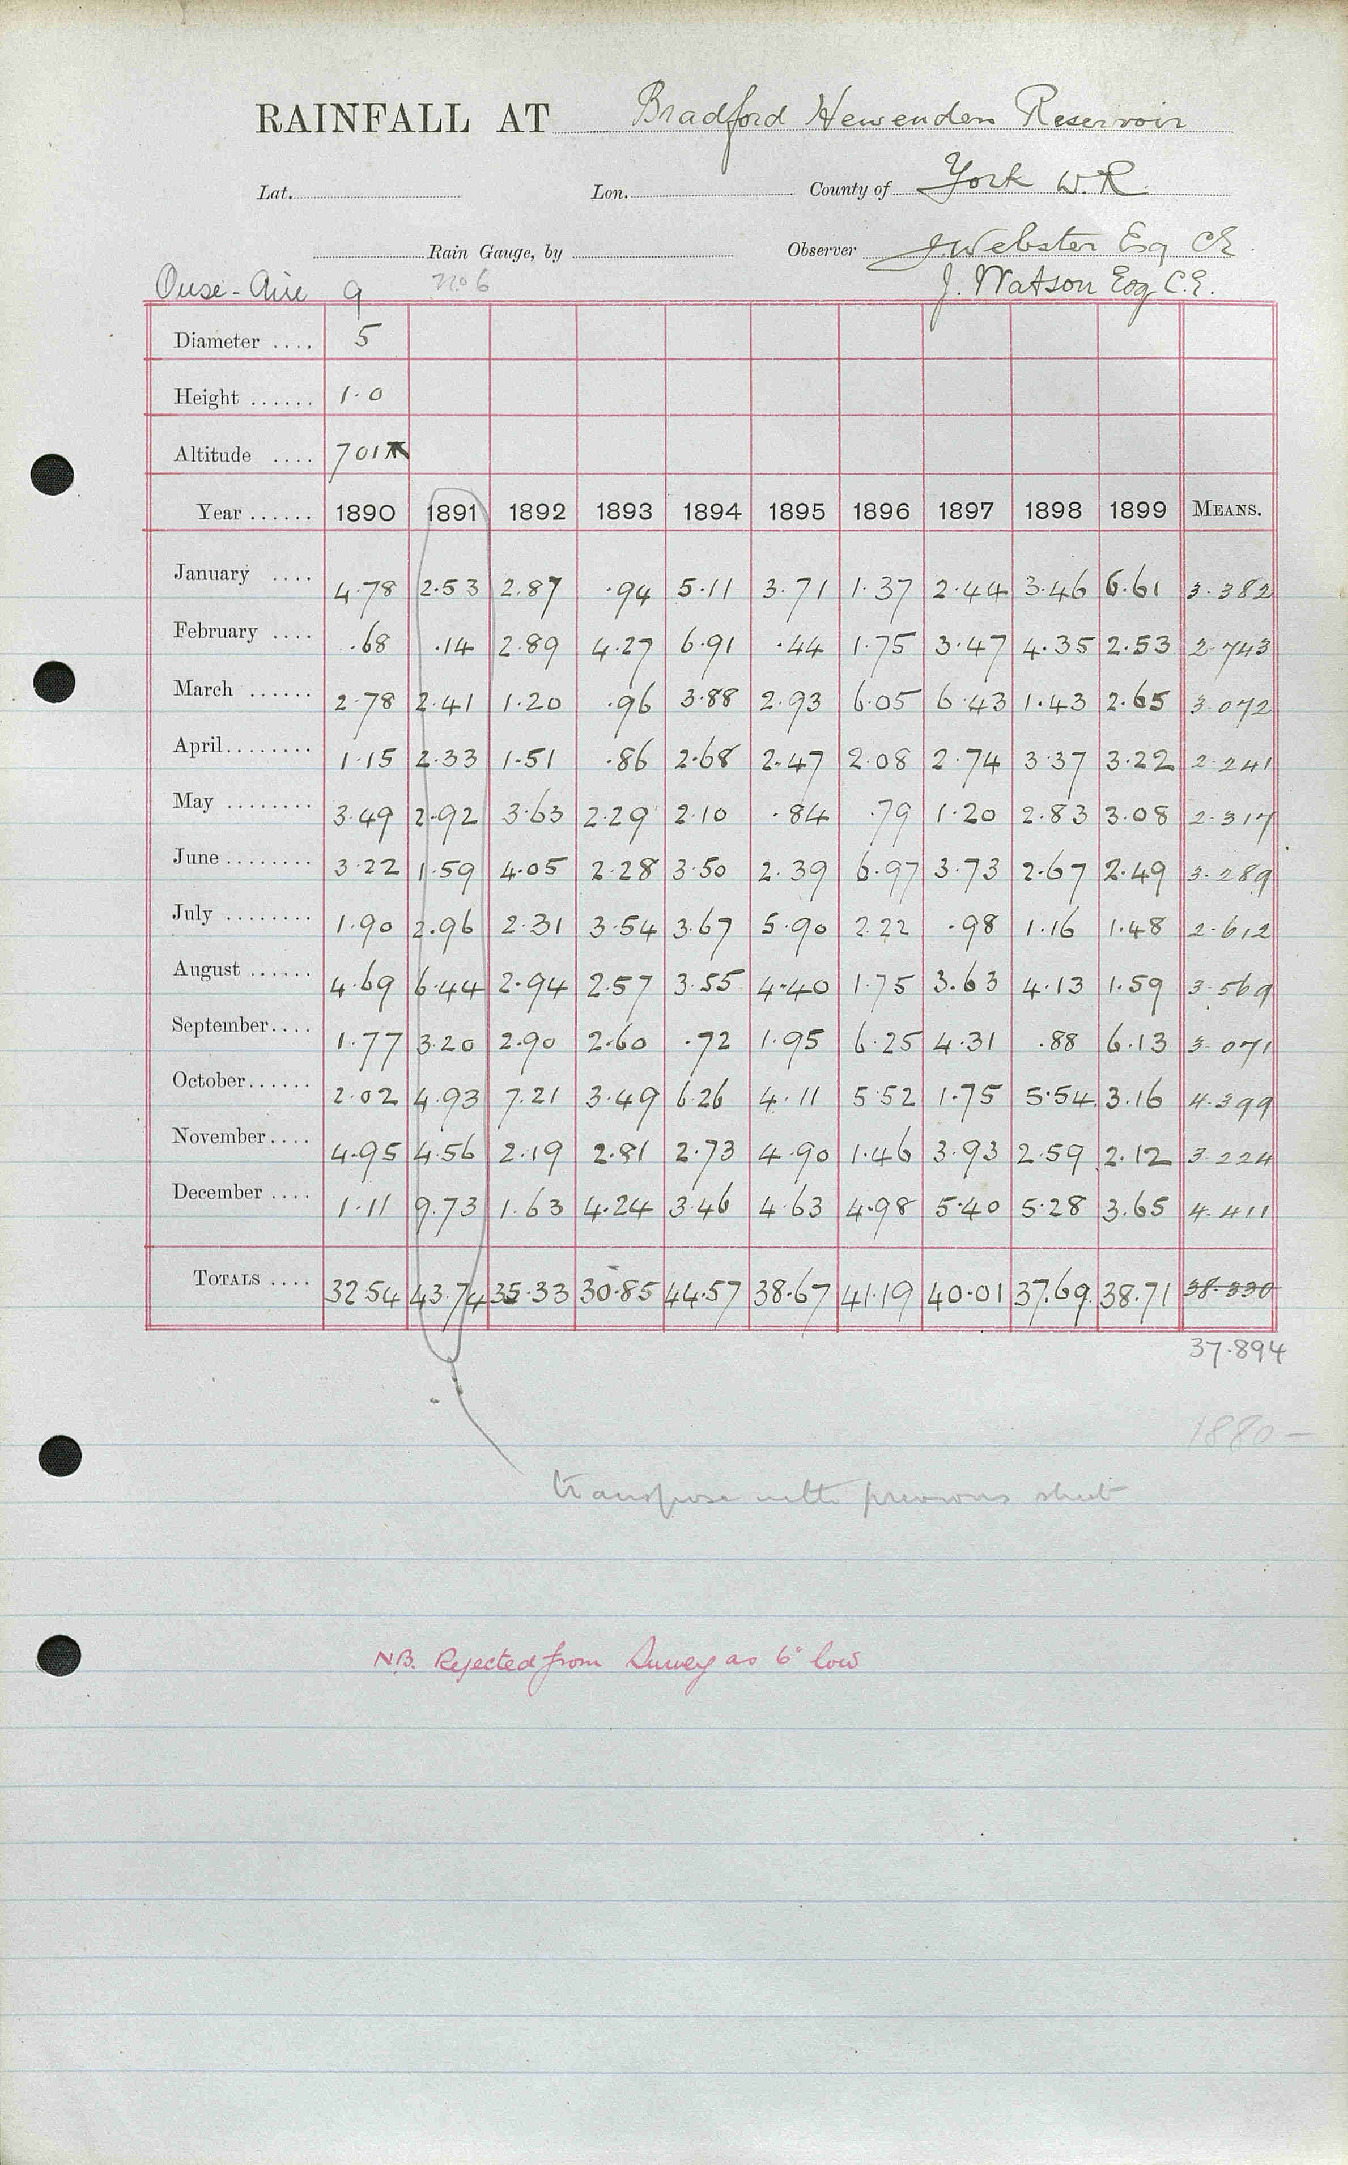 RAINFALL AT Bradford Hewenden Reservoir
Lat. Lon. County of York W.R
Rain Gauge, by Observer J Webster Esq CE
Ouse-Aire 9 No 6 J. Watson Esq C.E.
Diameter .... 5
Height ...... 1.0
Altitude .... 701
Year ...... 1890 1891 1892 1893 1894 1895 1896 1897 1898 1899 MEANS.
January .... 4.78 2.53 2.87 .94 5.11 3.71 1.37 2.44 3.46 6.61 3.382
February .... .68 .14 2.89 4.27 6.91 .44 1.75 3.47 4.35 2.53 2.743
March ...... 2.78 2.41 1.20 .96 3.88 2.93 6.05 6.43 1.43 2.65 3.072
April........ 1.15 2.33 1.51 .86 2.68 2.47 2.08 2.74 3.37 3.22 2.241
May ........ 3.49 2.92 3.63 2.29 2.10 .84 .79 1.20 2.83 3.08 2.317
June ........ 3.22 1.59 4.05 2.28 3.50 2.39 6.97 3.73 2.67 2.49 3.289
July ........ 1.90 2.96 2.31 3.54 3.67 5.90 2.22 .98 1.16 1.48 2.612
August ...... 4.69 6.44 2.94 2.57 3.55 4.40 1.75 3.63 4.13 1.59 3.569
September.... 1.77 3.20 2.90 2.60 .72 1.95 6.25 4.31 .88 6.13 3.071
October...... 2.02 4.93 7.21 3.49 6.26 4.11 5.52 1.75 5.54 3.16 4.399
November.... 4.95 4.56 2.19 2.81 2.73 4.90 1.46 3.93 2.59 2.12 3.224
December .... 1.11 9.73 1.63 4.24 3.46 4.63 4.98 5.40 5.28 3.65 4.411
TOTALS .... 32.54 43.74 35.33 30.85 44.57 38.67 41.19 40.01 37.69 38.71 38.330
37.894
1880-
transpose with previous sheet
NB. Rejected from Survey as 6" low